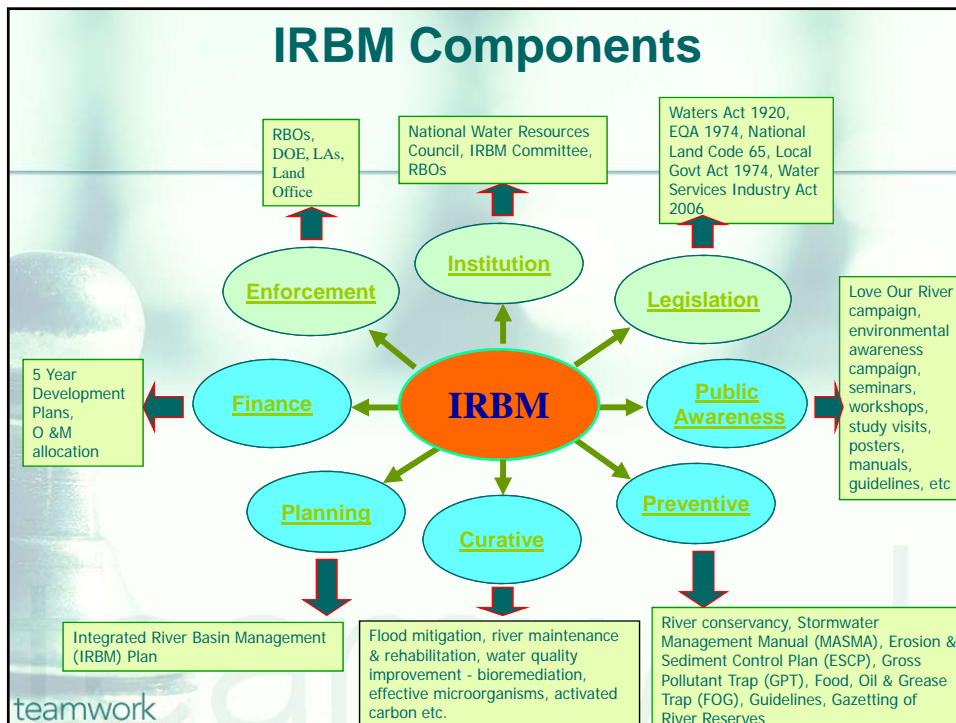 IRBM Components
RBOs,
DOE, LAs,
Land
Office
National Water Resources
Council, IRBM Committee,
RBOs
Waters Act 1920,
EQA 1974, National
Land Code 65, Local
Govt Act 1974, Water
Services Industry Act
2006
Enforcement
Institution
Legislation
Love Our River
campaign,
environmental
awareness
campaign,
seminars,
workshops,
study visits,
posters,
manuals,
guidelines, etc
5 Year
Development
Plans,
O &M
allocation
Finance
IRBM
Public
Awareness
Planning
Curative
Preventive
Integrated River Basin Management
(IRBM) Plan
Flood mitigation, river maintenance
& rehabilitation, water quality
improvement - bioremediation,
effective microorganisms, activated
carbon etc.
River conservancy, Stormwater
Management Manual (MASMA), Erosion &
Sediment Control Plan (ESCP), Gross
Pollutant Trap (GPT), Food, Oil & Grease
Trap (FOG), Guidelines, Gazetting of
River Reserves
teamwork